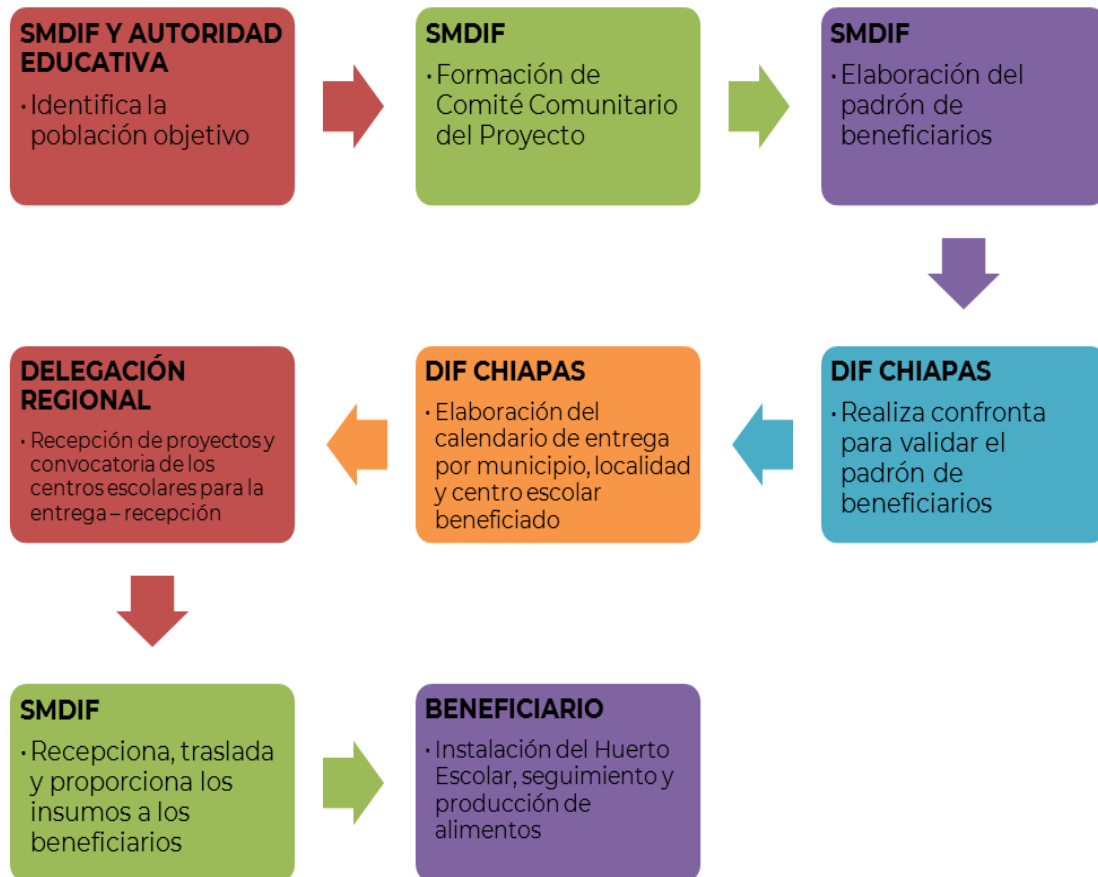 SMDIF Y AUTORIDAD
EDUCATIVA
• Identifica la
población objetivo
SMDIF
• Formación de
Comité Comunitario
del Proyecto
SMDIF
• Elaboración del
padrón de
beneficiarios
DIF CHIAPAS
• Realiza confronta
para validar el
padrón de
beneficiarios
DIF CHIAPAS
• Elaboración del
calendario de entrega
por municipio, localidad
y centro escolar
beneficiado
DELEGACIÓN
REGIONAL
• Recepción de proyectos y
convocatoria de los
centros escolares para la
entrega – recepción
SMDIF
• Recepciona, traslada
y proporciona los
insumos a los
beneficiarios
BENEFICIARIO
• Instalación del Huerto
Escolar, seguimiento y
producción de
alimentos